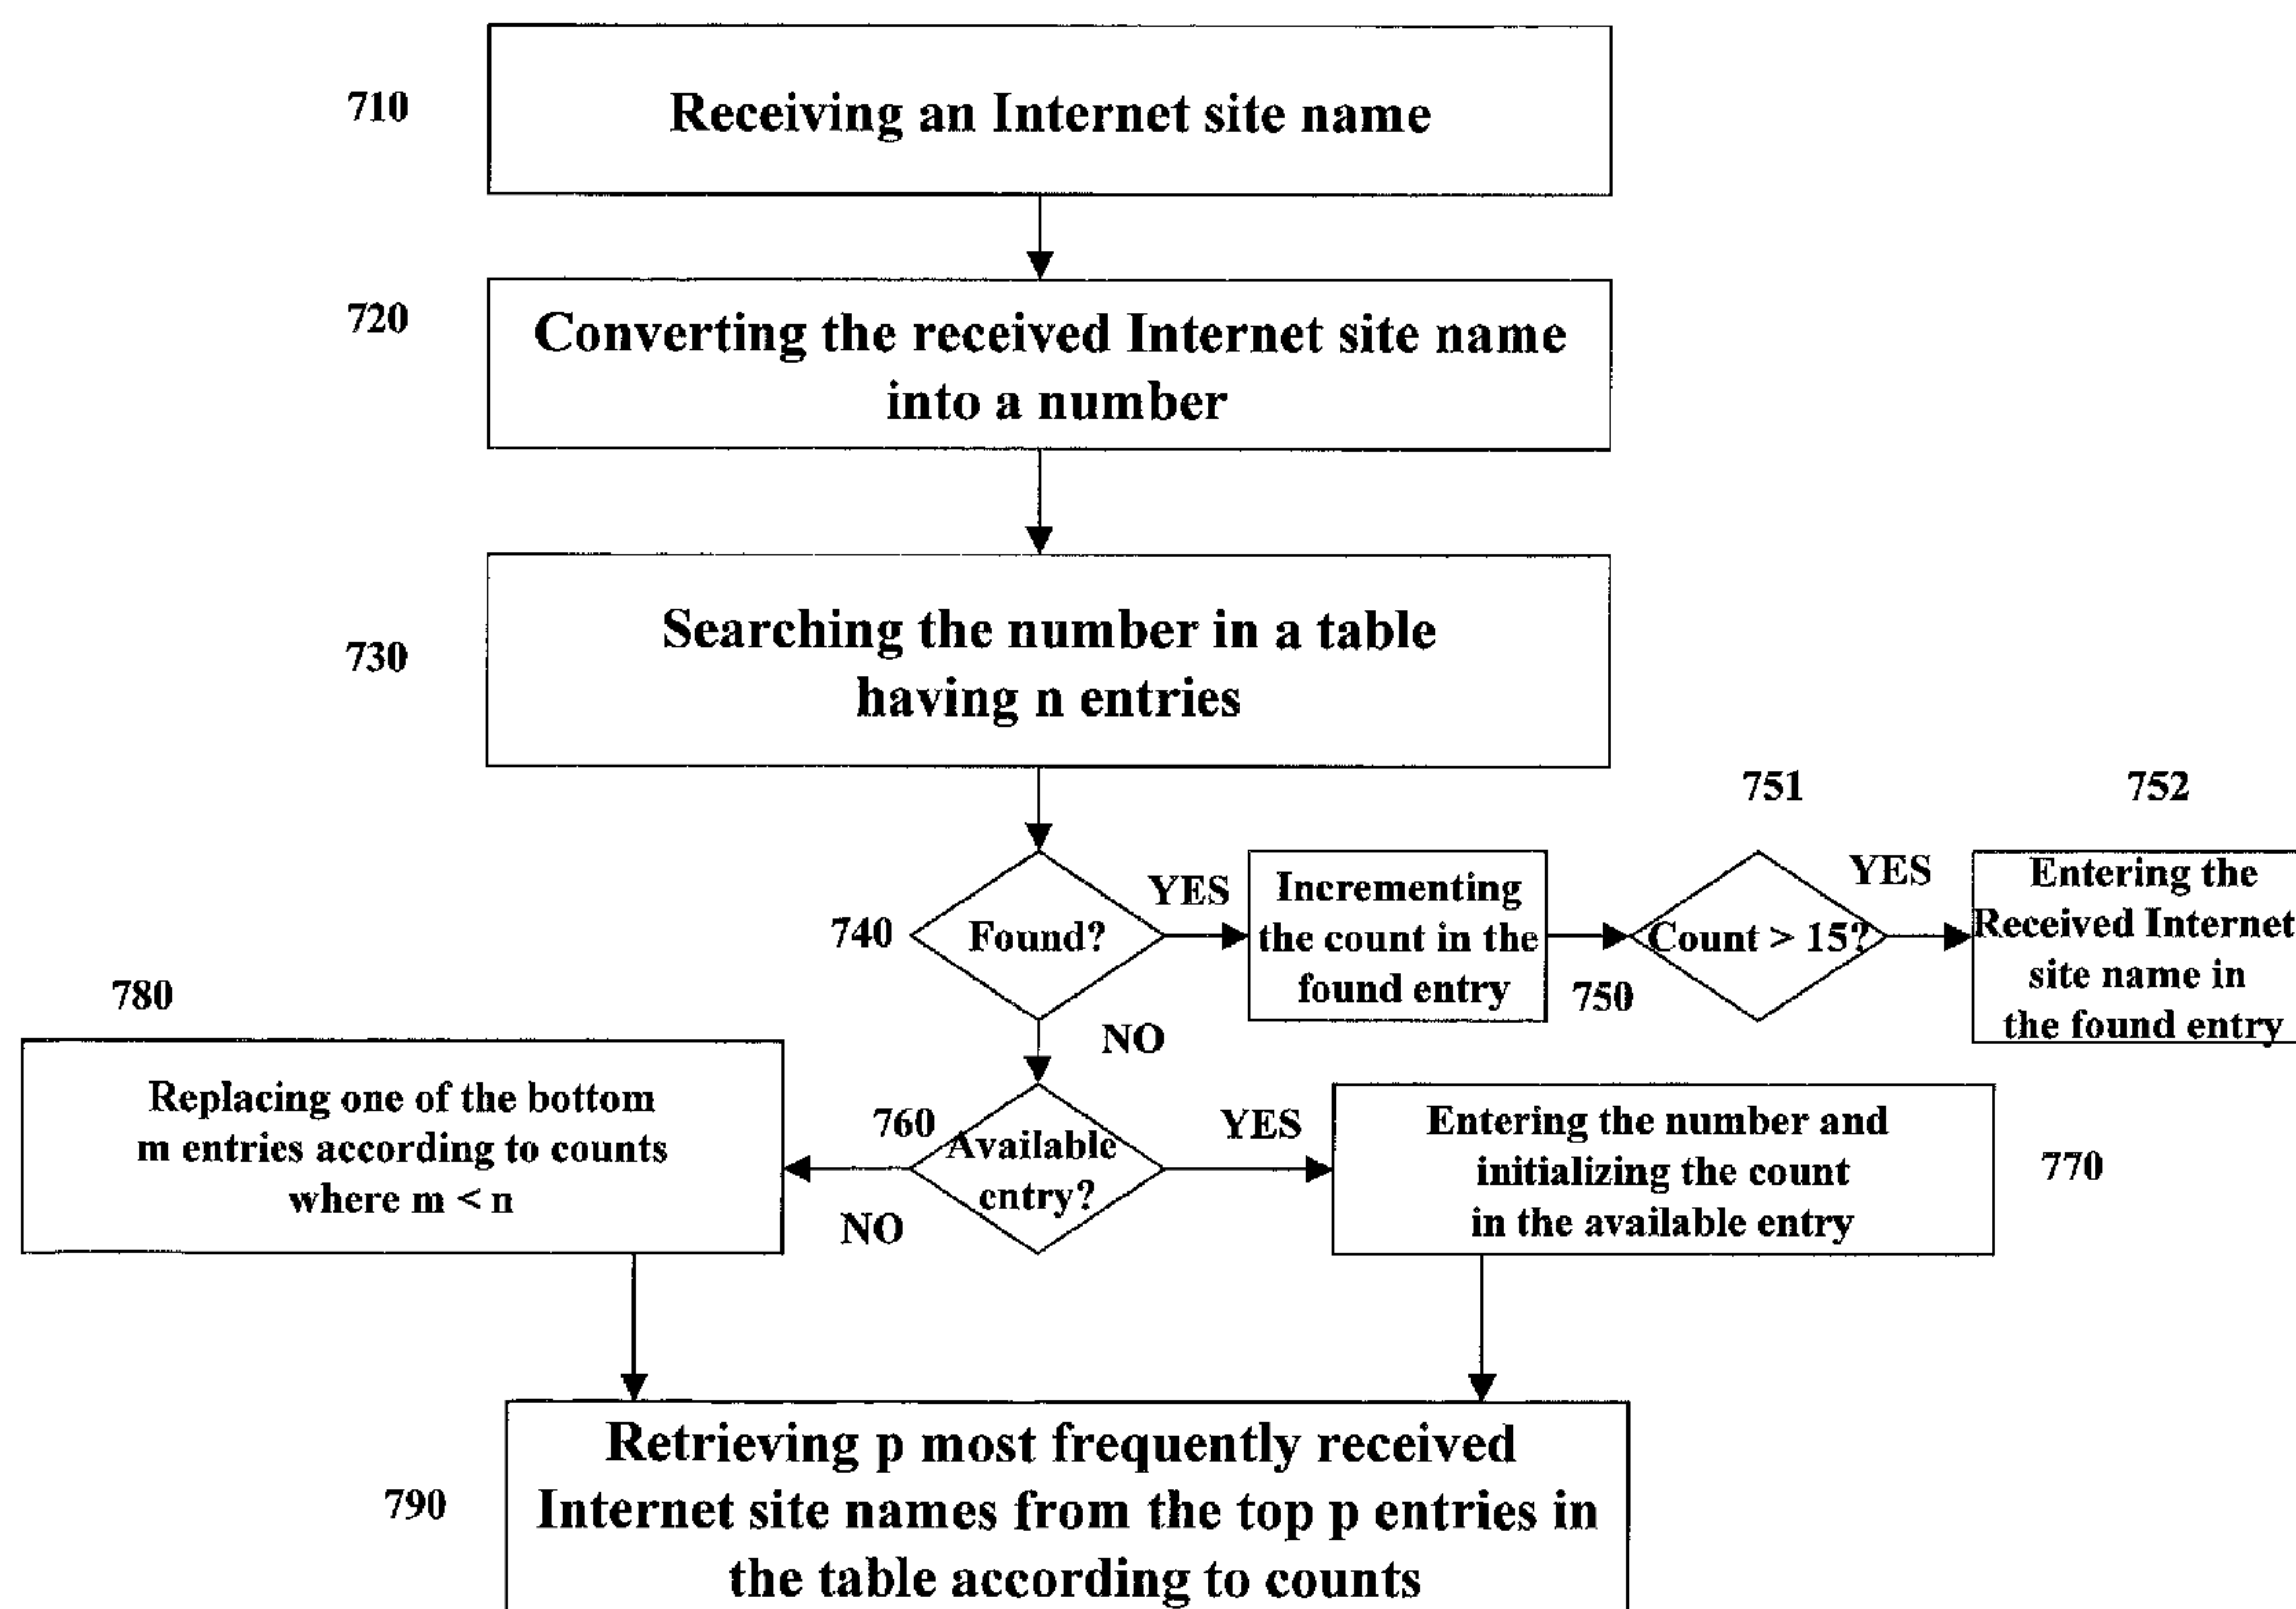 710
Receiving an Internet site name
720
Converting the received Internet site name
into a number
730
Searching the number in a table
having n entries
751
752
740
Found?
YES
Incrementing
the count in the
found entry
750
Count > 15?
YES
Entering the
Received Internet
site name in
the found entry
NO
780
Replacing one of the bottom
m entries according to counts
where m < n
760
Available
entry?
NO
YES
Entering the number and
initializing the count
in the available entry
770
790
Retrieving p most frequently received
Internet site names from the top p entries in
the table according to counts